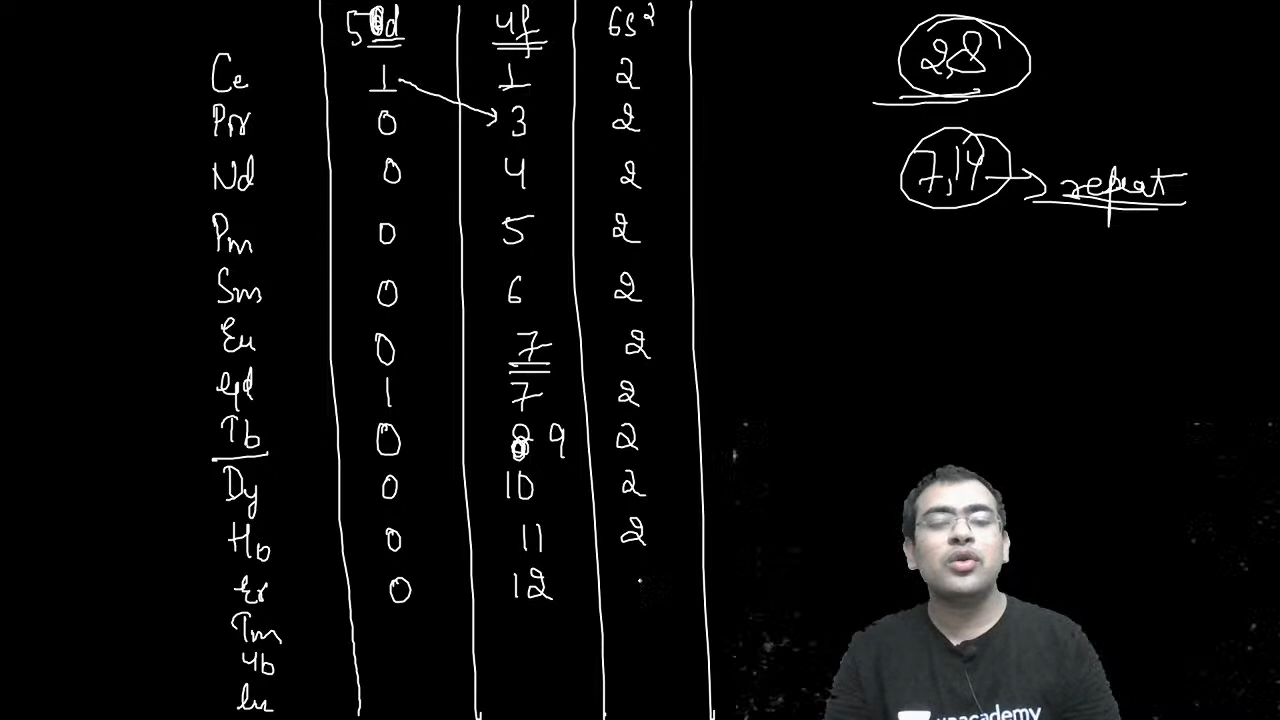 5d 4f 6s²
Ce 1 1 2
Pr 0 3 2
Nd 0 4 2
Pm 0 5 2
Sm 0 6 2
Eu 0 7 2
Gd 1 7 2
Tb 0 9 2
Dy 0 10 2
Ho 0 11 2
Er 0 12
Tm
Yb
Lu
2,8
7,14 repeat
unacademy